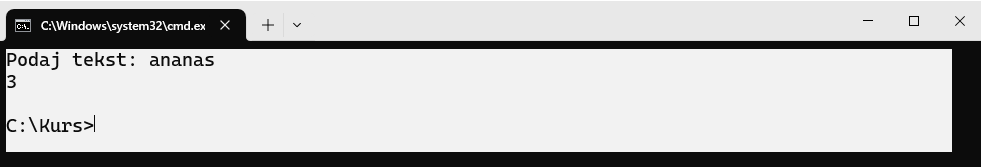 C:\Windows\system32\cmd.ex
Podaj tekst: ananas
3
C:\Kurs>